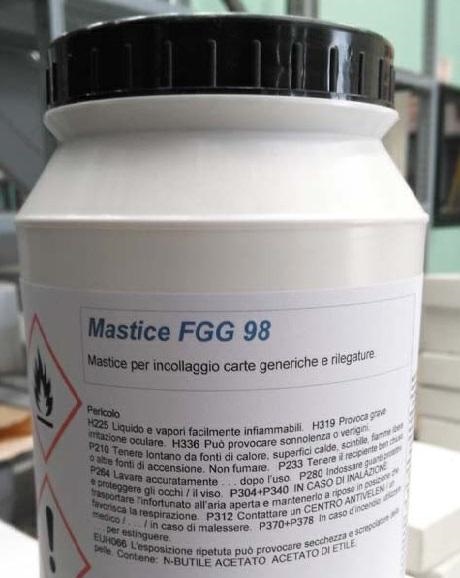 Mastice FGG 98
Mastice per incollaggio carte generiche e rilegature.
Pericolo
H225 Liquido e vapori facilmente infiammabili. H319 Provoca grave
irritazione oculare. H336 Può provocare sonnolenza o vertigini.
P210 Tenere lontano da fonti di calore, superfici calde, scintille, fiamme libere
o altre fonti di accensione. Non fumare. P233 Tenere il recipiente ben chiuso.
P264 Lavare accuratamente . . . dopo l'uso. P280 Indossare guanti
e proteggere gli occhi / il viso. P304+P340 IN CASO DI INALAZIONE
trasportare l'infortunato all'aria aperta e mantenerlo a riposo in posizione che
favorisca la respirazione. P312 Contattare un CENTRO ANTIVELENI / un
medico / . . . / in caso di malessere. P370+P378 In caso d'incendio utilizzare
. . . per estinguere.
EUH066 L'esposizione ripetuta può provocare secchezza e screpolature della
pelle. Contiene: N-BUTILE ACETATO ACETATO DI ETILE.